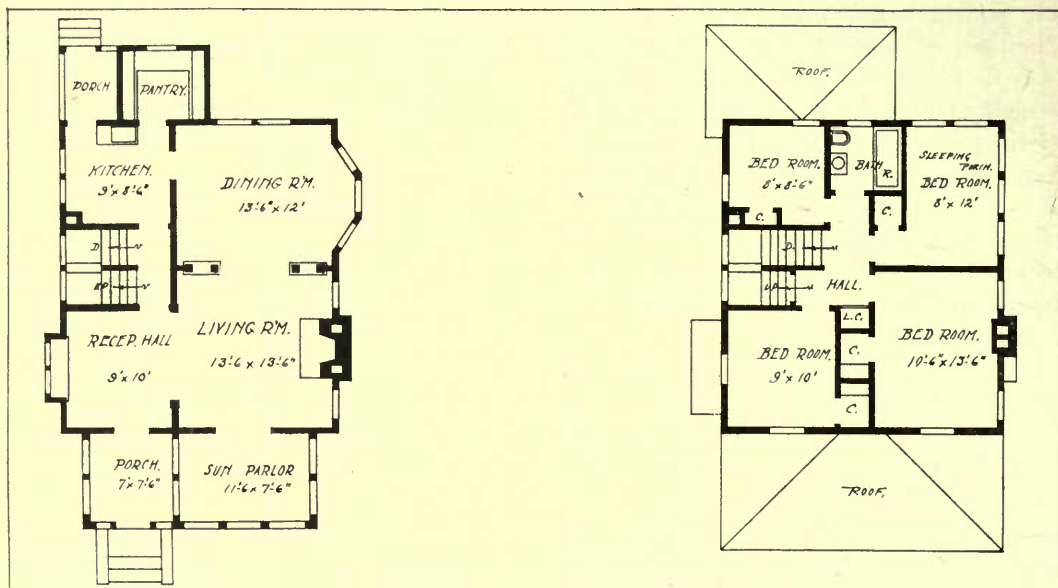 PORCH
PANTRY.
KITCHEN.
9' x 8'-6"
DINING R'M.
13'-6" x 12'
D
UP
RECEP. HALL
9' x 10'
LIVING R'M.
13'-6 x 13'-6"
PORCH.
7' x 7'-6"
SUN PARLOR
11'-6 x 7'-6"
ROOF.
BED ROOM.
8' x 8'-6"
BATH R.
SLEEPING PORCH.
BED ROOM.
8' x 12'
C.
C.
D.
UP
HALL.
L.C.
BED ROOM.
9' x 10'
C.
C.
BED ROOM.
10'-6" x 13'-6"
ROOF.